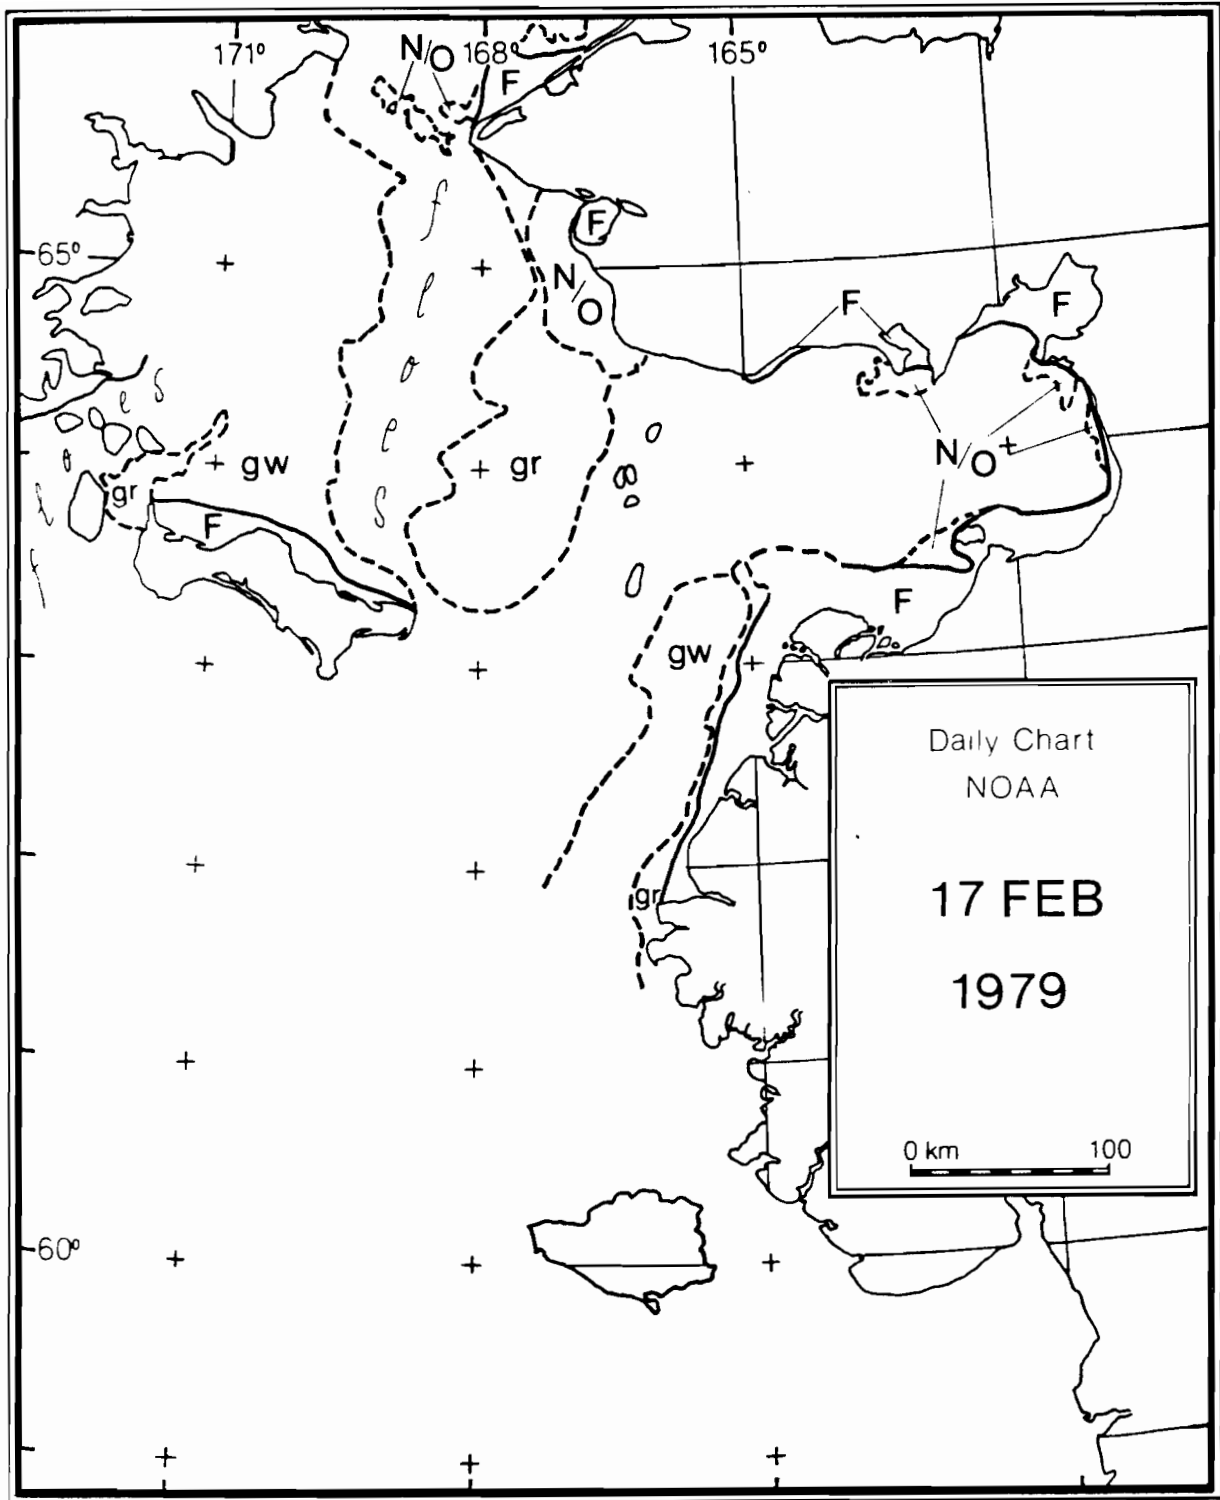 171°
N/O
168°
165°
F
f
l
o
e
s
65°
F
N/O
F
F
f l o e s
gr
gw
gr
F
N/O
F
gw
gr
Daily Chart
NOAA
17 FEB
1979
0 km 100
60°